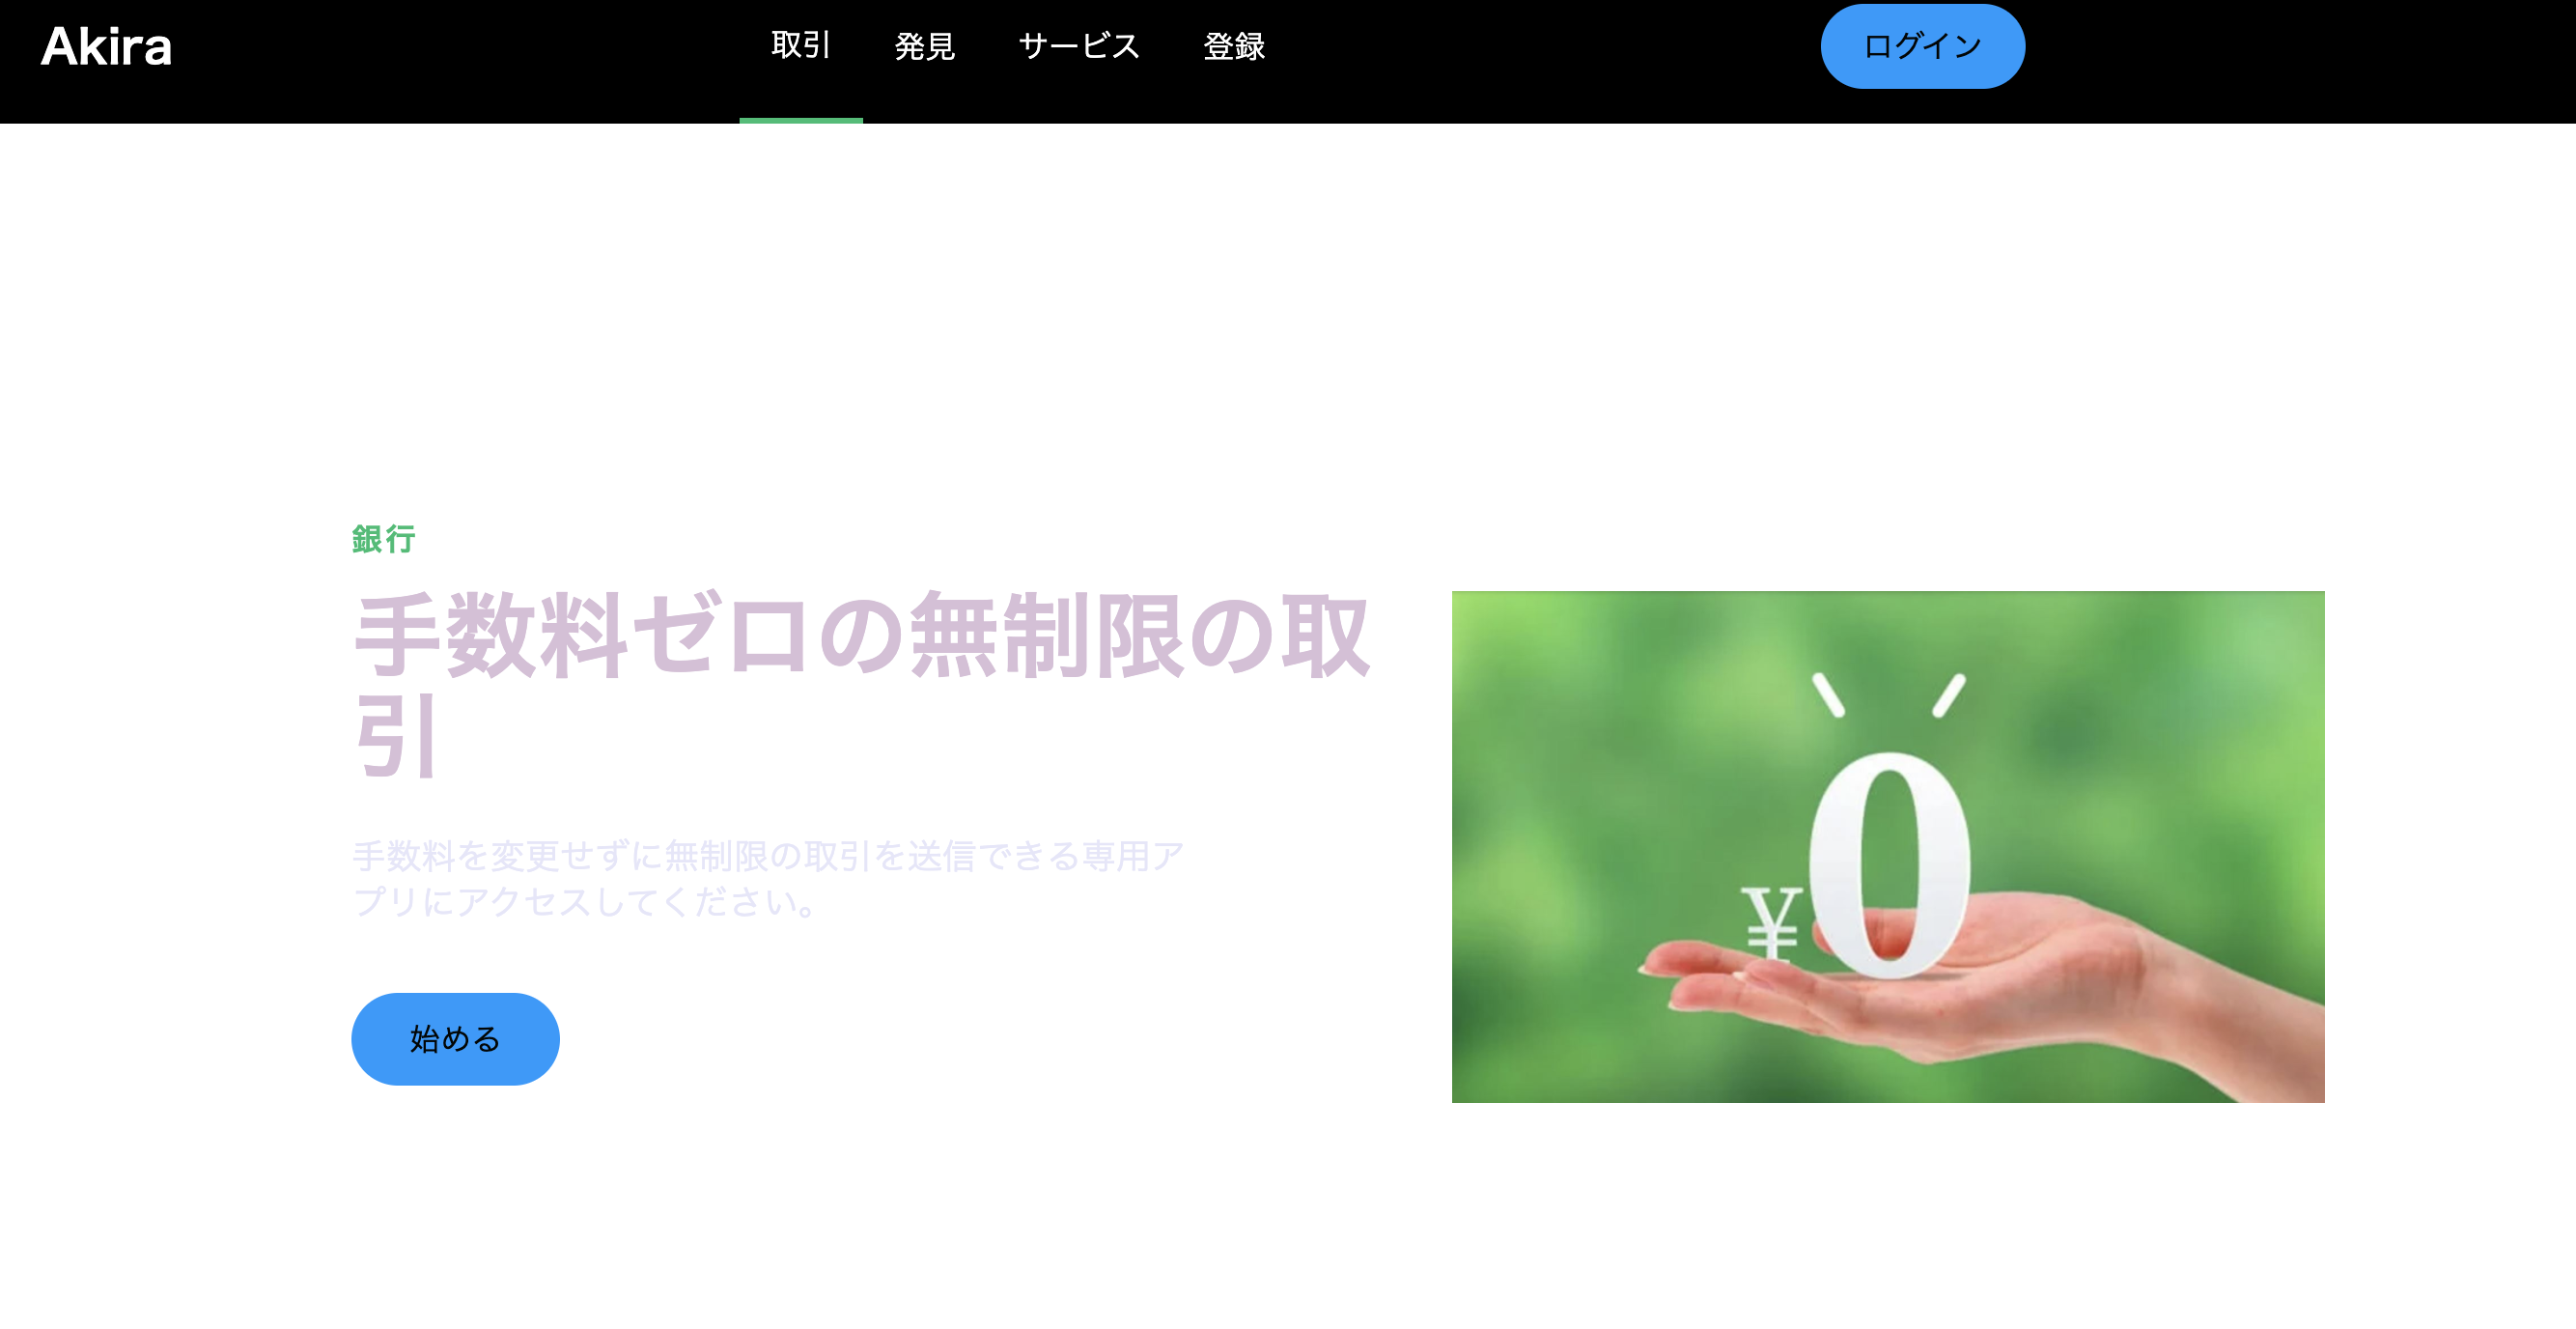 Akira
取引
発見
サービス
登録
ログイン
銀行
手数料ゼロの無制限の取
引
手数料を変更せずに無制限の取引を送信できる専用ア
プリにアクセスしてください。
始める
¥0